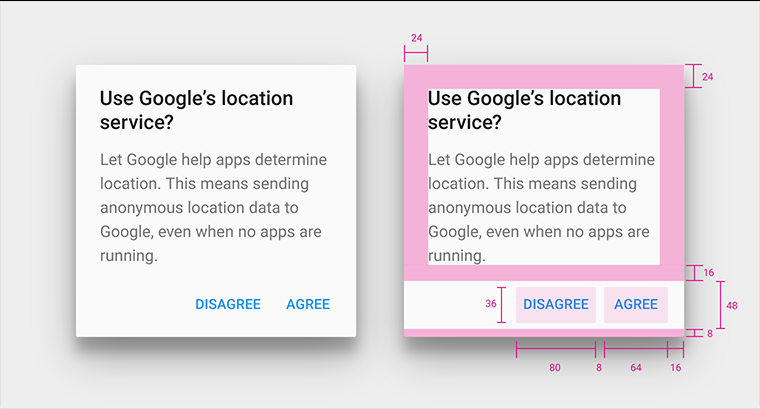 Use Google’s location
service?
Let Google help apps determine
location. This means sending
anonymous location data to
Google, even when no apps are
running.
DISAGREE AGREE
24
24
Use Google’s location
service?
Let Google help apps determine
location. This means sending
anonymous location data to
Google, even when no apps are
running.
16
36 DISAGREE AGREE 48
8
80 8 64 16